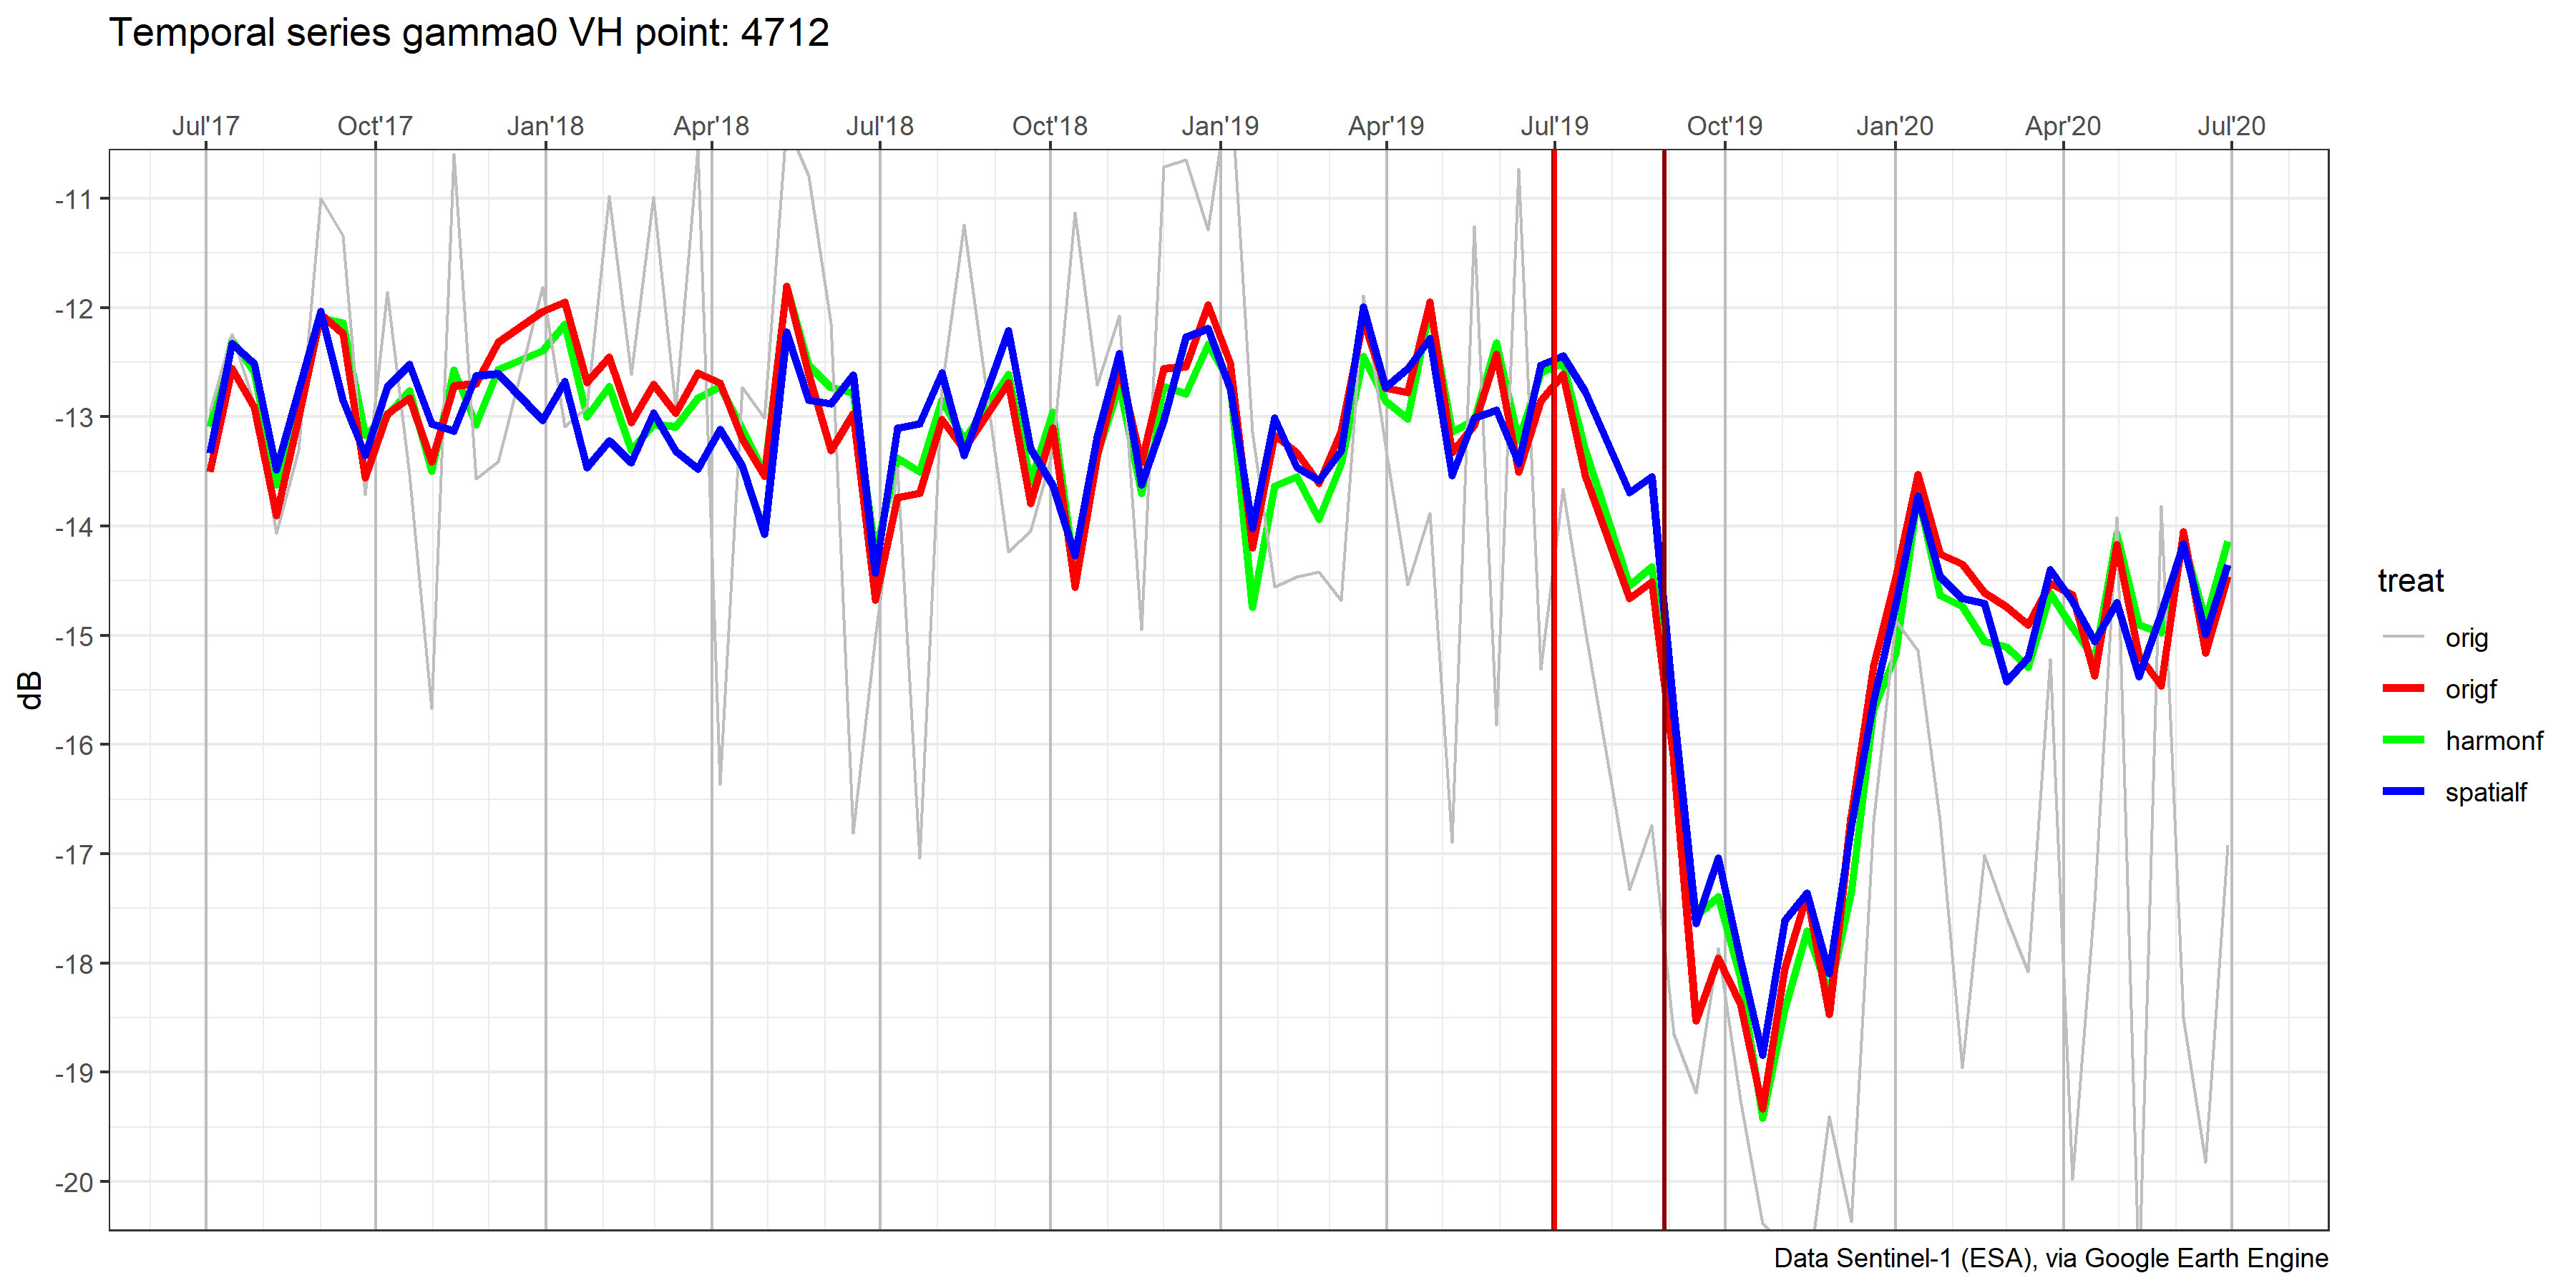 Temporal series gamma0 VH point: 4712
Jul'17 Oct'17 Jan'18 Apr'18 Jul'18 Oct'18 Jan'19 Apr'19 Jul'19 Oct'19 Jan'20 Apr'20 Jul'20
-11
-12
-13
-14
-15
-16
-17
-18
-19
-20
dB
treat
orig
origf
harmonf
spatialf
Data Sentinel-1 (ESA), via Google Earth Engine